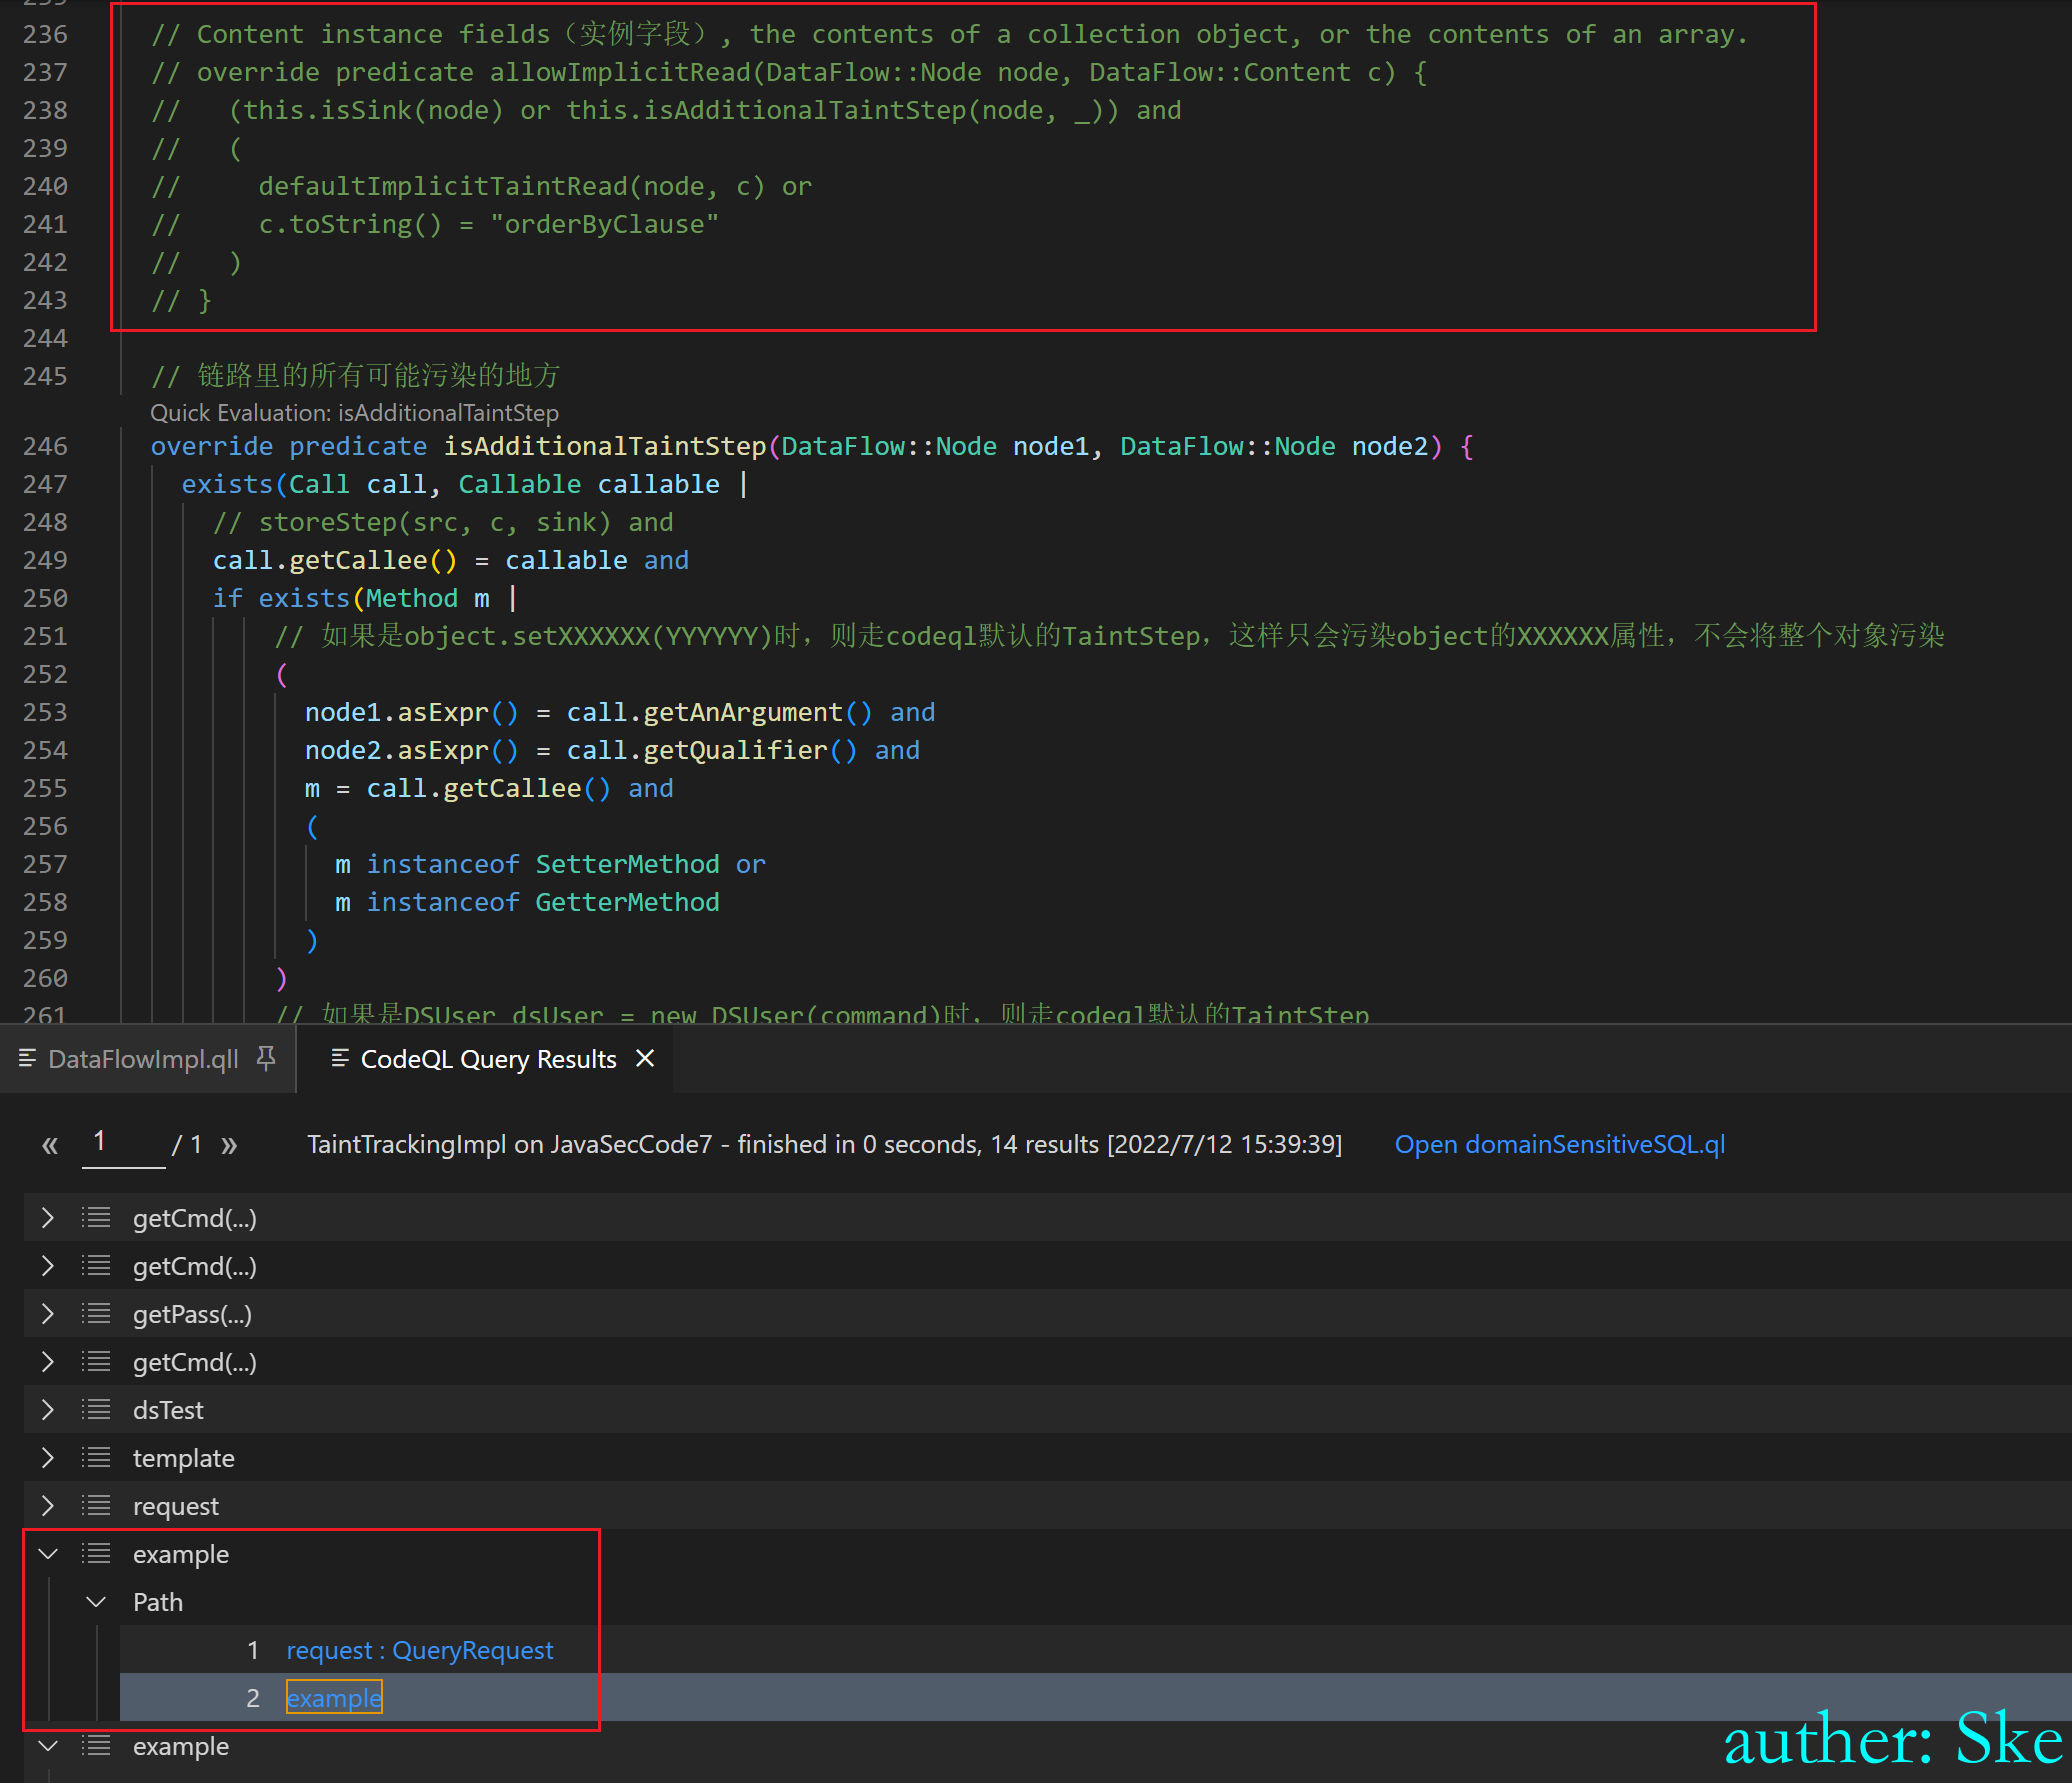 236 // Content instance fields（实例字段）, the contents of a collection object, or the contents of an array.
237 // override predicate allowImplicitRead(DataFlow::Node node, DataFlow::Content c) {
238 //   (this.isSink(node) or this.isAdditionalTaintStep(node, _)) and
239 //   (
240 //     defaultImplicitTaintRead(node, c) or
241 //     c.toString() = "orderByClause"
242 //   )
243 // }
244
245 // 链路里的所有可能污染的地方
Quick Evaluation: isAdditionalTaintStep
246 override predicate isAdditionalTaintStep(DataFlow::Node node1, DataFlow::Node node2) {
247   exists(Call call, Callable callable |
248     // storeStep(src, c, sink) and
249     call.getCallee() = callable and
250     if exists(Method m |
251         // 如果是object.setXXXXXX(YYYYYY)时，则走codeql默认的TaintStep，这样只会污染object的XXXXXX属性，不会将整个对象污染
252         (
253           node1.asExpr() = call.getAnArgument() and
254           node2.asExpr() = call.getQualifier() and
255           m = call.getCallee() and
256           (
257             m instanceof SetterMethod or
258             m instanceof GetterMethod
259           )
260         )
261         // 如果是DSUser dsUser = new DSUser(command)时，则走codeql默认的TaintStep
DataFlowImpl.qll CodeQL Query Results ×
« 1 / 1 » TaintTrackingImpl on JavaSecCode7 - finished in 0 seconds, 14 results [2022/7/12 15:39:39] Open domainSensitiveSQL.ql
getCmd(...)
getCmd(...)
getPass(...)
getCmd(...)
dsTest
template
request
example
Path
1 request : QueryRequest
2 example
example
auther: Ske